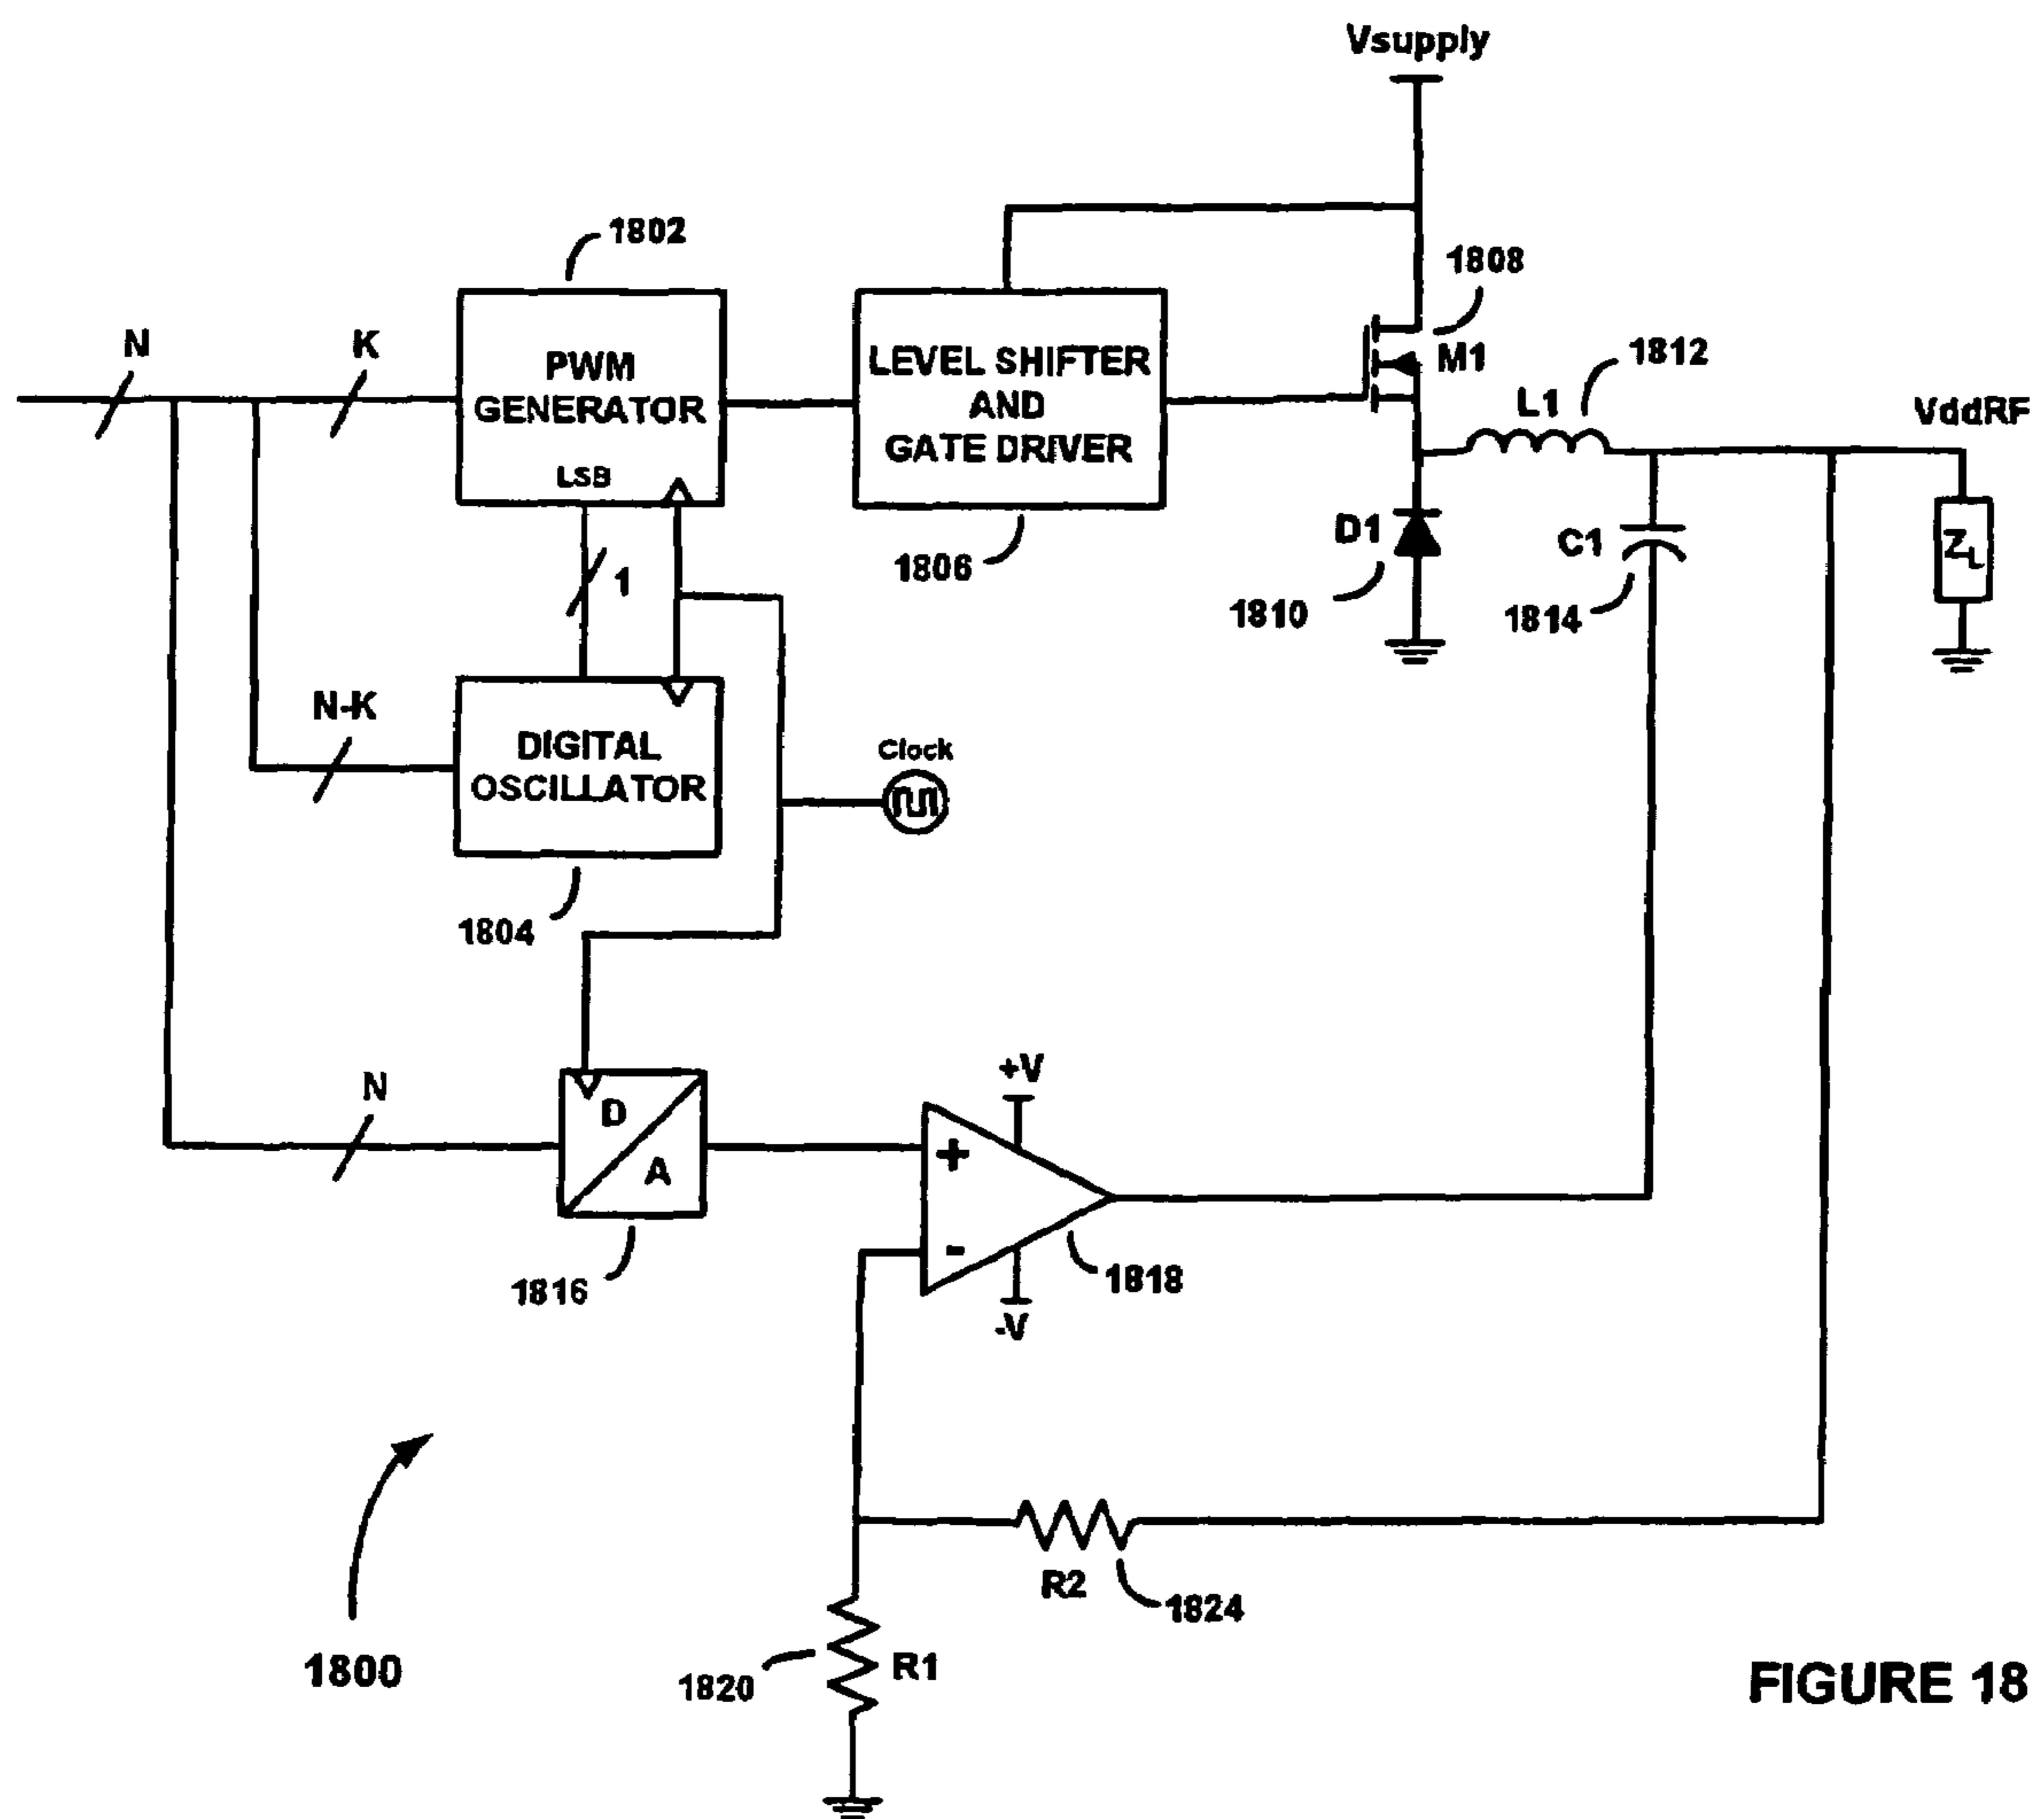 Vsupply
1802
1808
N
K
PWM
GENERATOR
LSB
LEVEL SHIFTER
AND
GATE DRIVER
M1
1812
L1
VddRF
D1
C1
ZL
1
1806
1810
1814
N-K
DIGITAL
OSCILLATOR
Clock
1804
+V
N
D
A
+
-
1816
1818
-V
R2
1824
1800
1820
R1
FIGURE 18